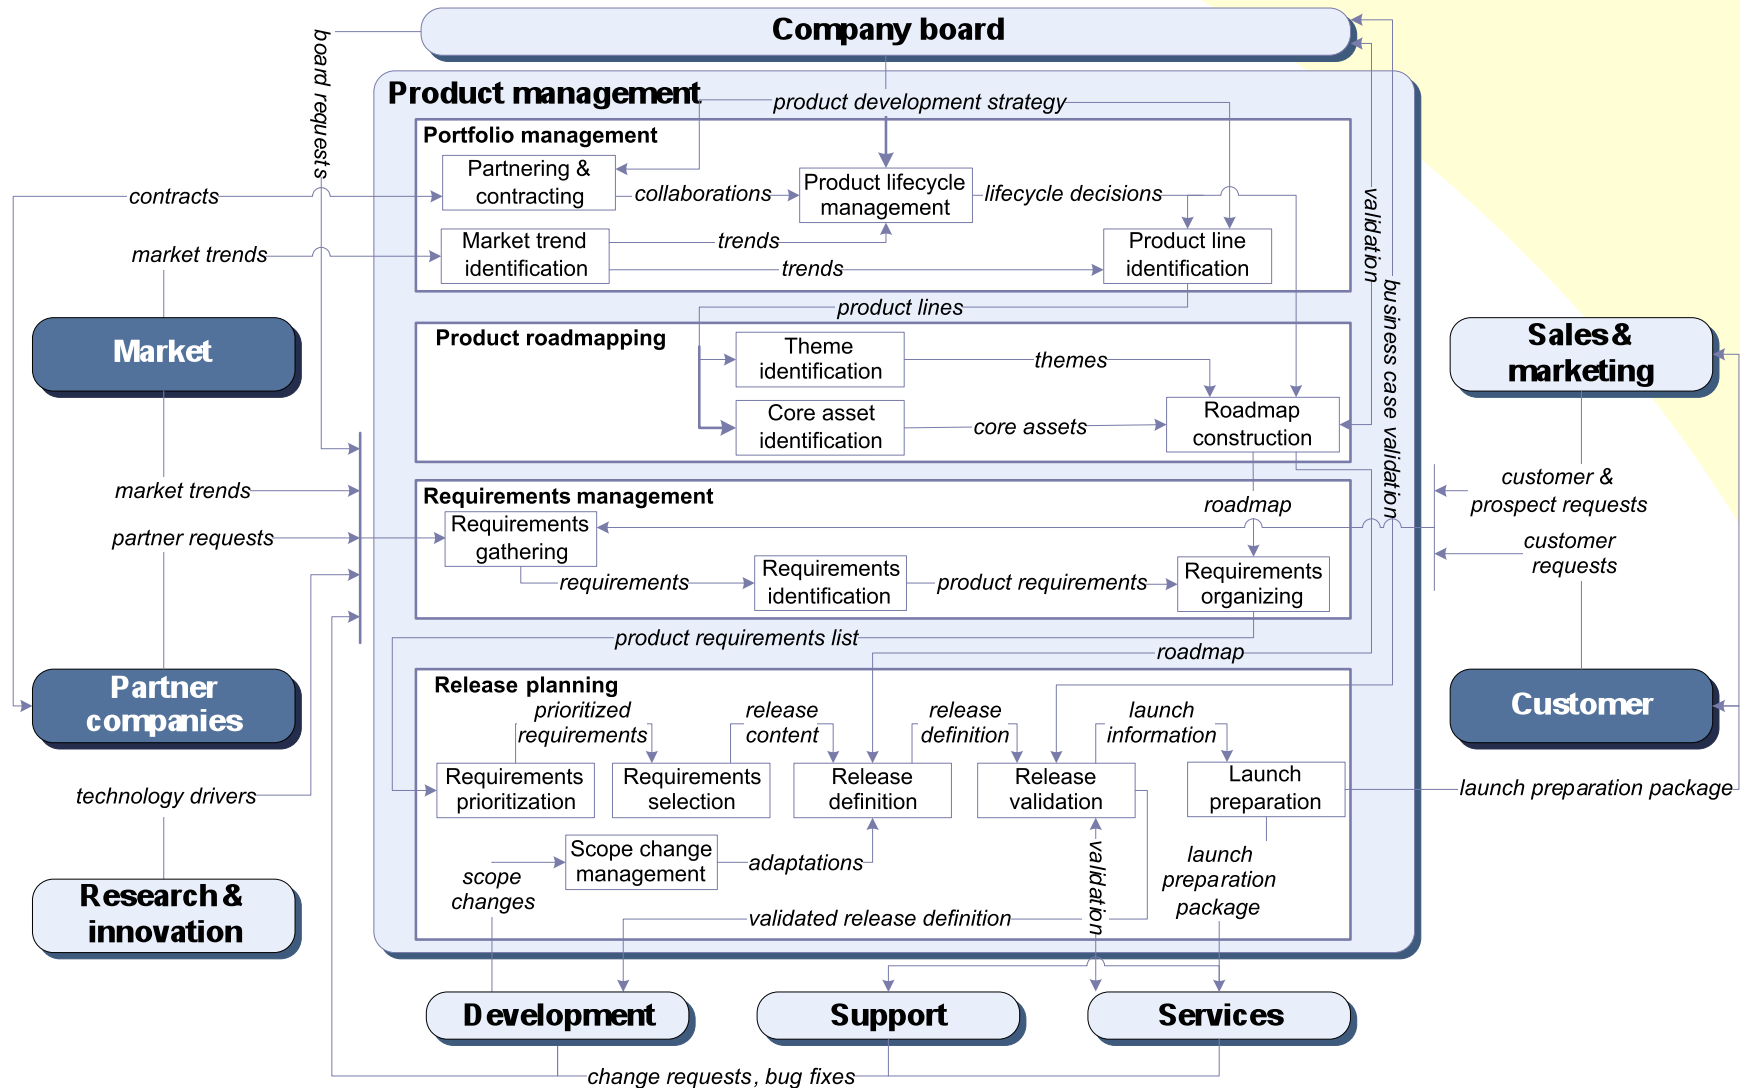 Company board
board requests
Product management
product development strategy
Portfolio management
Partnering &
contracting
collaborations
Product lifecycle
management
lifecycle decisions
contracts
validation
market trends
Market trend
identification
trends
trends
Product line
identification
business case validation
product lines
Market
Product roadmapping
Theme
identification
themes
Core asset
identification
core assets
Roadmap
construction
Sales &
marketing
market trends
partner requests
Requirements management
Requirements
gathering
requirements
Requirements
identification
product requirements
roadmap
Requirements
organizing
customer &
prospect requests
customer
requests
product requirements list
roadmap
Partner
companies
Release planning
prioritized
requirements
release
content
release
definition
launch
information
Customer
Requirements
prioritization
Requirements
selection
Release
definition
Release
validation
Launch
preparation
launch preparation package
technology drivers
Scope change
management
adaptations
scope
changes
validation
launch
preparation
package
validated release definition
Research &
innovation
Development
Support
Services
change requests, bug fixes